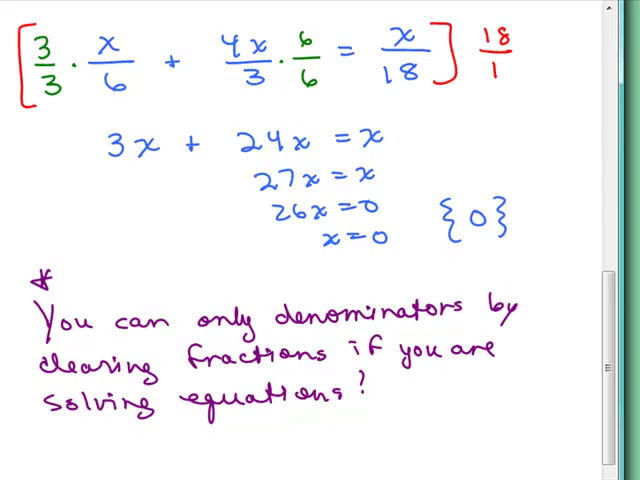 [3/3 · x/6 + 4x/3 · 6/6 = x/18] 18/1
3x + 24x = x
27x = x
26x = 0
x = 0 {0}
*
You can only denominators by
clearing fractions if you are
solving equations?